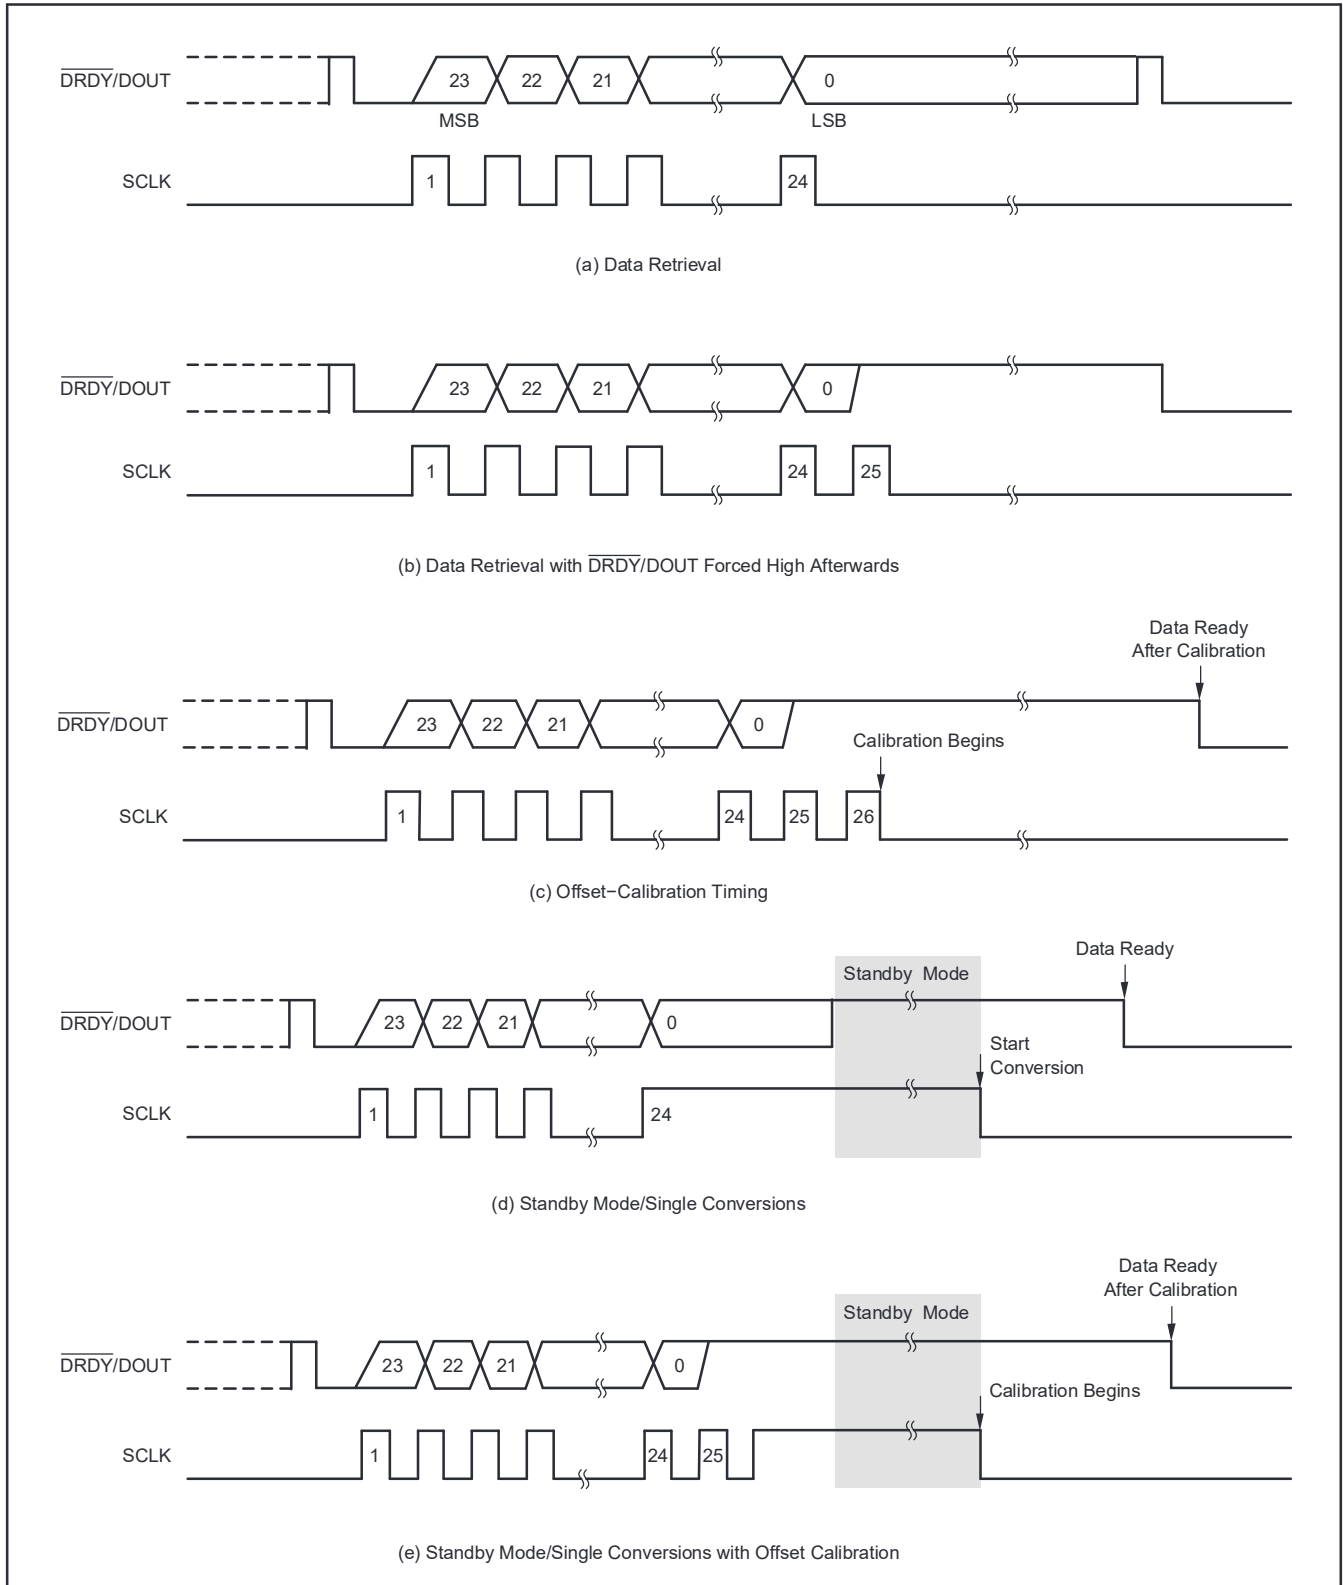 DRDY/DOUT
23 22 21 0
MSB LSB
SCLK
1 24
(a) Data Retrieval
DRDY/DOUT
23 22 21 0
SCLK
1 24 25
(b) Data Retrieval with DRDY/DOUT Forced High Afterwards
Data Ready
After Calibration
DRDY/DOUT
23 22 21 0
Calibration Begins
SCLK
1 24 25 26
(c) Offset−Calibration Timing
Data Ready
Standby Mode
DRDY/DOUT
23 22 21 0
Start
Conversion
SCLK
1 24
(d) Standby Mode/Single Conversions
Data Ready
After Calibration
Standby Mode
DRDY/DOUT
23 22 21 0
Calibration Begins
SCLK
1 24 25
(e) Standby Mode/Single Conversions with Offset Calibration